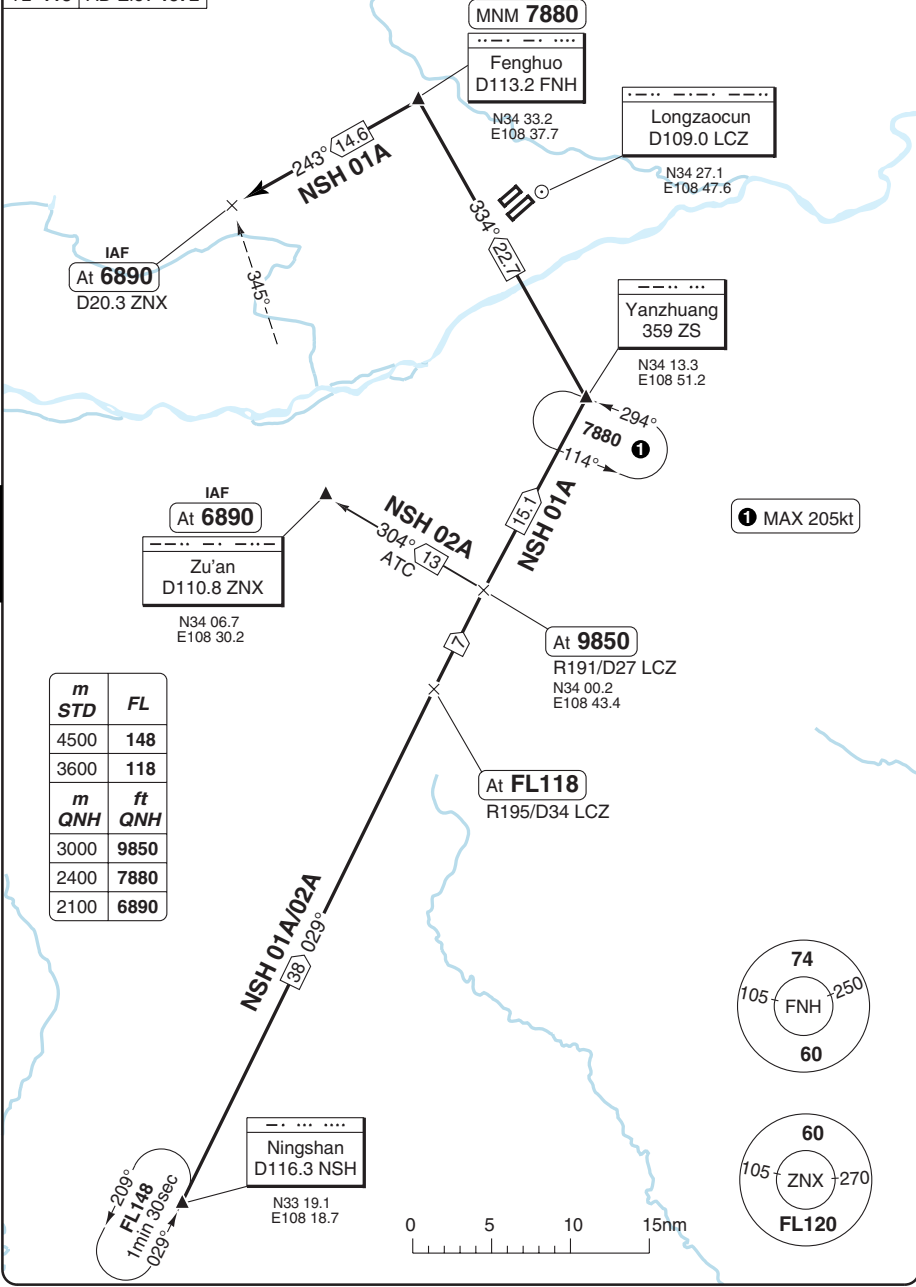 MNM 7880
Fenghuo
D113.2 FNH
N34 33.2
E108 37.7
Longzaocun
D109.0 LCZ
N34 27.1
E108 47.6
243° 14.6
NSH 01A
334° 22.7
IAF
At 6890
D20.3 ZNX
345°
Yanzhuang
359 ZS
N34 13.3
E108 51.2
294°
7880 1
114°
15.1
NSH 01A
1 MAX 205kt
IAF
At 6890
Zu'an
D110.8 ZNX
N34 06.7
E108 30.2
NSH 02A
304° 13
ATC
At 9850
R191/D27 LCZ
N34 00.2
E108 43.4
7
At FL118
R195/D34 LCZ
m STD FL
4500 148
3600 118
m QNH ft QNH
3000 9850
2400 7880
2100 6890
NSH 01A/02A
38 029°
74
105 FNH 250
60
60
105 ZNX 270
FL120
Ningshan
D116.3 NSH
N33 19.1
E108 18.7
209°
FL148
1min 30sec
029°
0 5 10 15nm